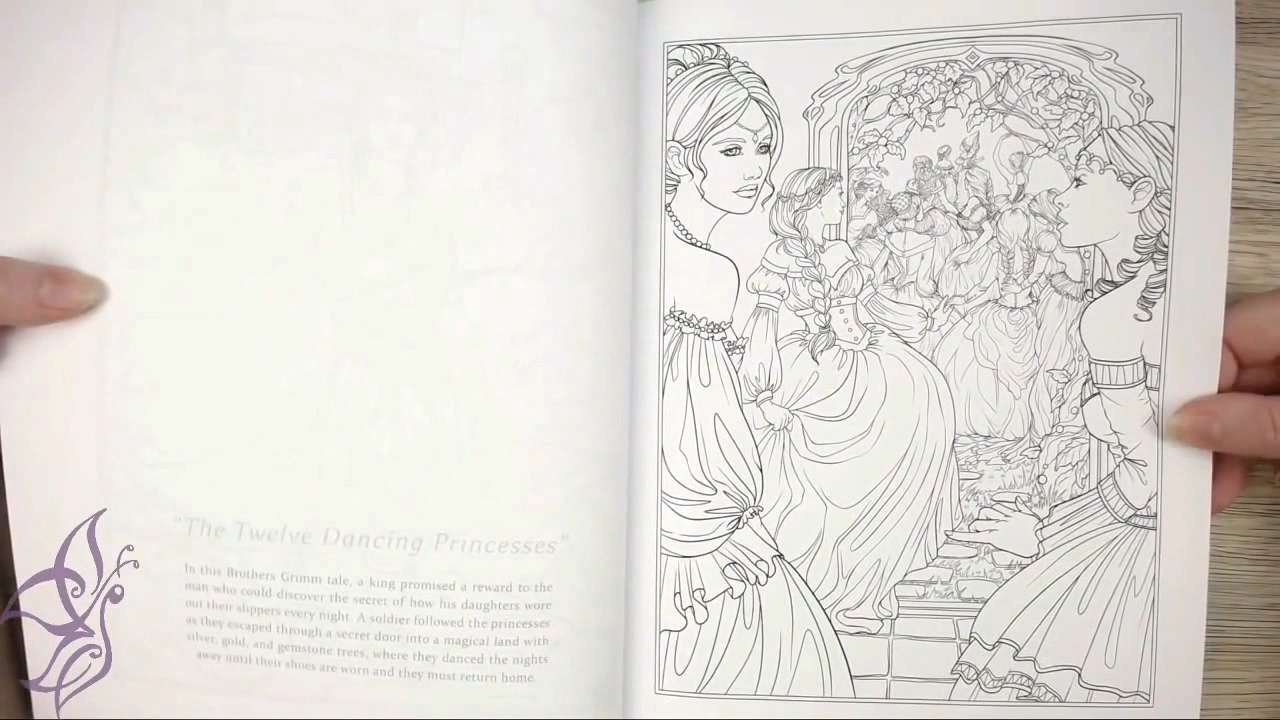 "The Twelve Dancing Princesses"
In this Brothers Grimm tale, a king promised a reward to the
man who could discover the secret of how his daughters wore
out their slippers every night. A soldier followed the princesses
as they escaped through a secret door into a magical land with
silver, gold, and gemstone trees, where they danced the nights
away until their shoes are worn and they must return home.